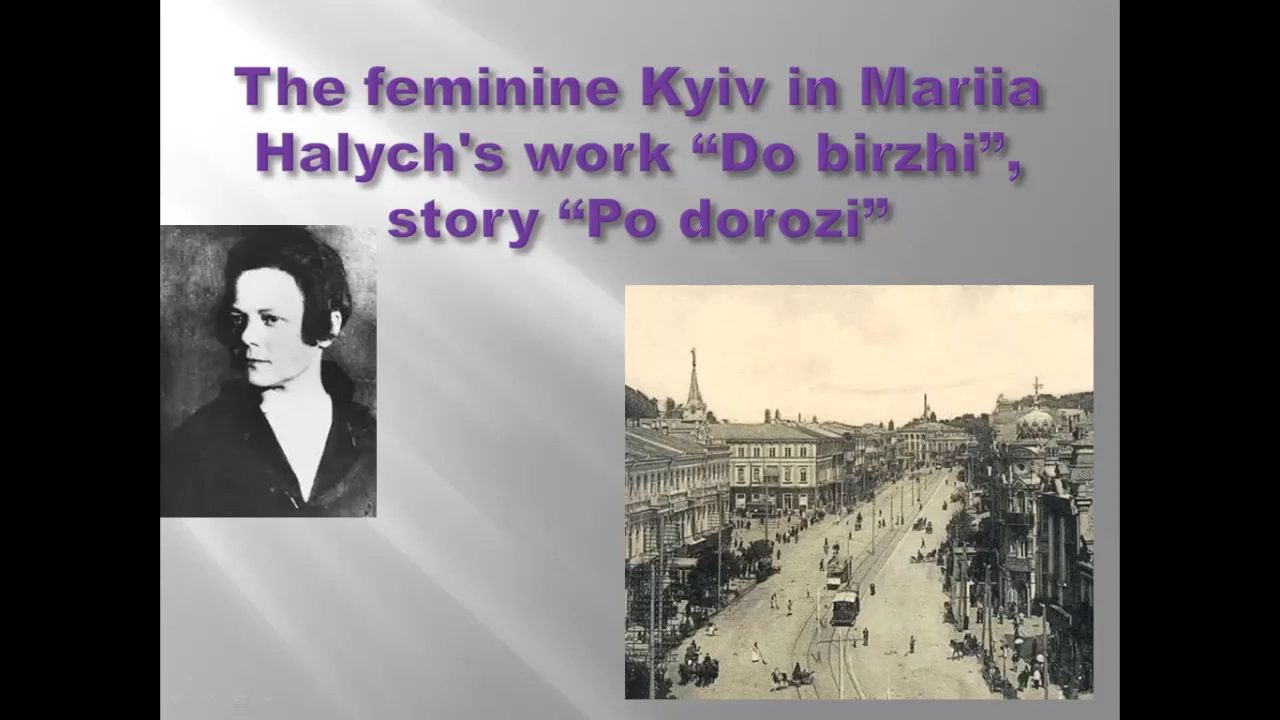 The feminine Kyiv in Mariia
Halych's work “Do birzhi”,
story “Po dorozi”